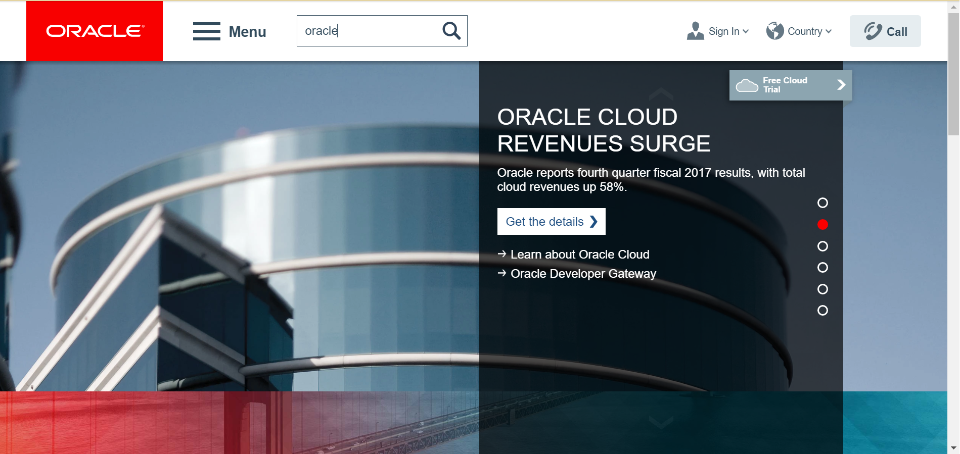 ORACLE
Menu
oracle
Sign In
Country
Call
Free Cloud
Trial
ORACLE CLOUD
REVENUES SURGE
Oracle reports fourth quarter fiscal 2017 results, with total
cloud revenues up 58%.
Get the details
Learn about Oracle Cloud
Oracle Developer Gateway